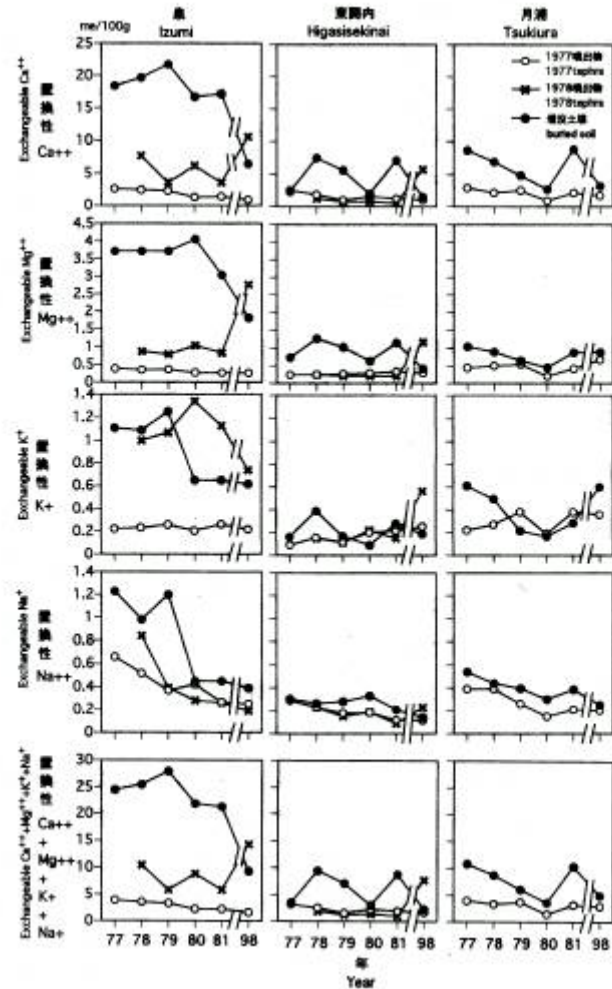 泉 東関内 月浦
me/100g Izumi Higasisekinai Tsukiura
1977噴出物
1977tephra
1978噴出物
1978tephra
埋没土壌
buried soil
Exchangeable Ca++
置換性
Ca++
25
20
15
10
5
0
Exchangeable Mg++
置換性
Mg++
4.5
4
3.5
3
2.5
2
1.5
1
0.5
0
Exchangeable K+
置換性
K+
1.4
1.2
1
0.8
0.6
0.4
0.2
0
Exchangeable Na+
置換性
Na++
1.4
1.2
1
0.8
0.6
0.4
0.2
0
Exchangeable Ca+++Mg+++K++Na+
置換性
Ca++
+
Mg++
+
K+
+
Na+
30
25
20
15
10
5
0
77 78 79 80 81 98 77 78 79 80 81 98 77 78 79 80 81 98
年
Year